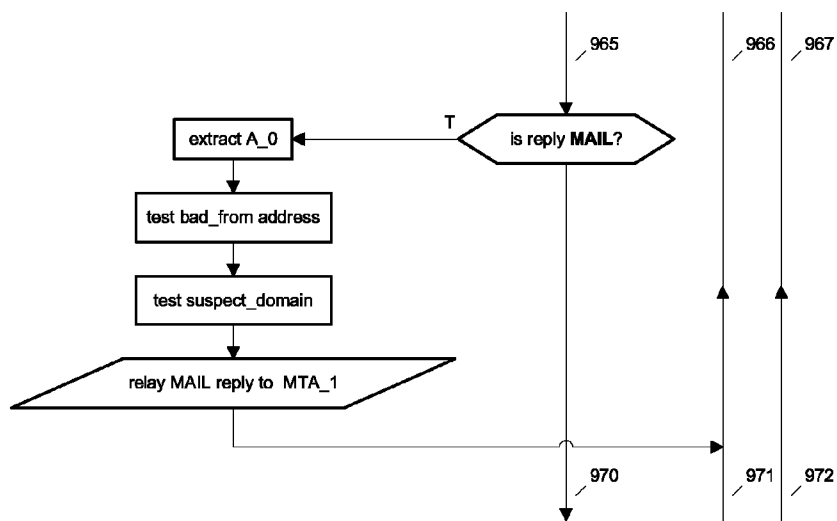 965
966
967
T
is reply MAIL?
extract A_0
test bad_from address
test suspect_domain
relay MAIL reply to MTA_1
970
971
972